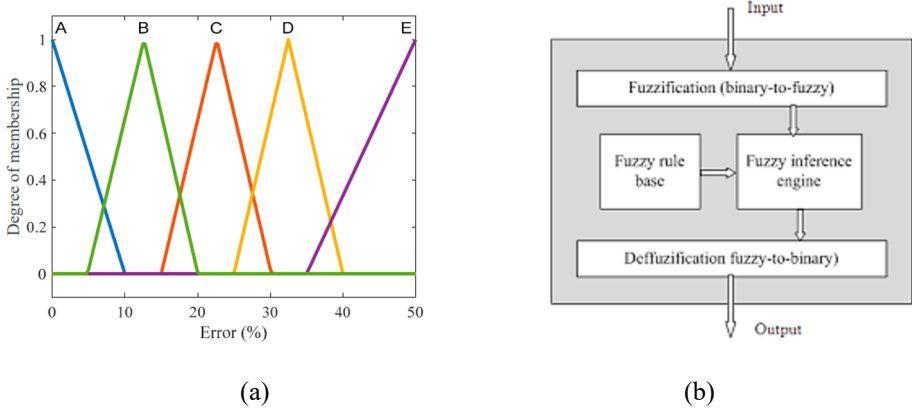 A B C D E
1
0.8
0.6
0.4
0.2
0
0 10 20 30 40 50
Degree of membership
Error (%)
(a)
Input
Fuzzification (binary-to-fuzzy)
Fuzzy rule
base
Fuzzy inference
engine
Deffuzification fuzzy-to-binary)
Output
(b)